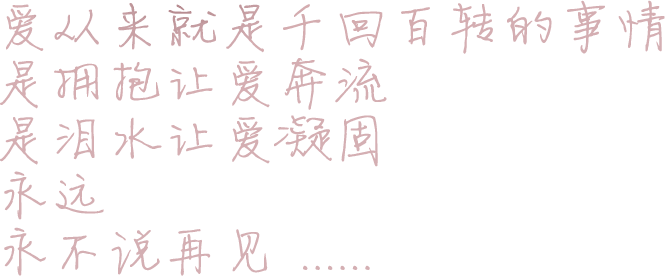 爱从来就是千回百转的事情
是拥抱让爱奔流
是泪水让爱凝固
永远
永不说再见 ……